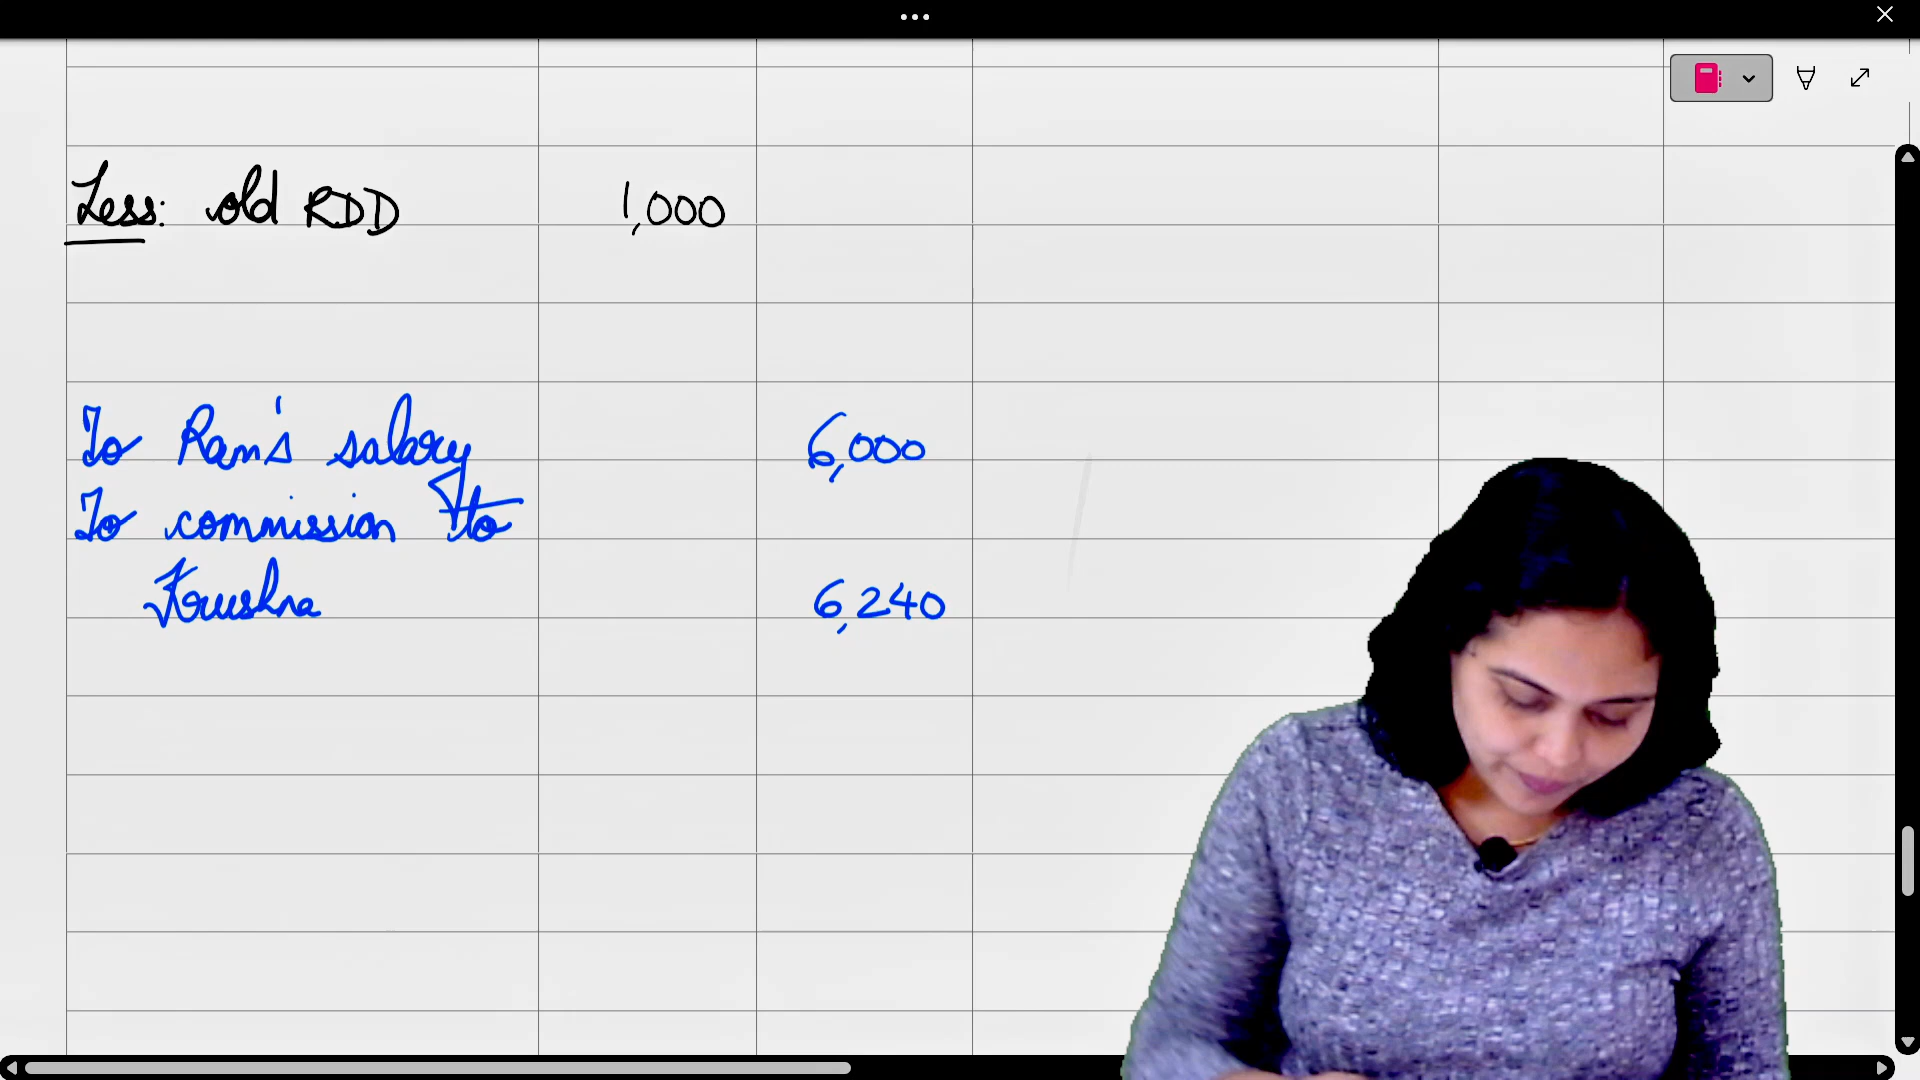 Less: old RDD 1,000
To Ram's salary 6,000
To commission to
Krushna 6,240